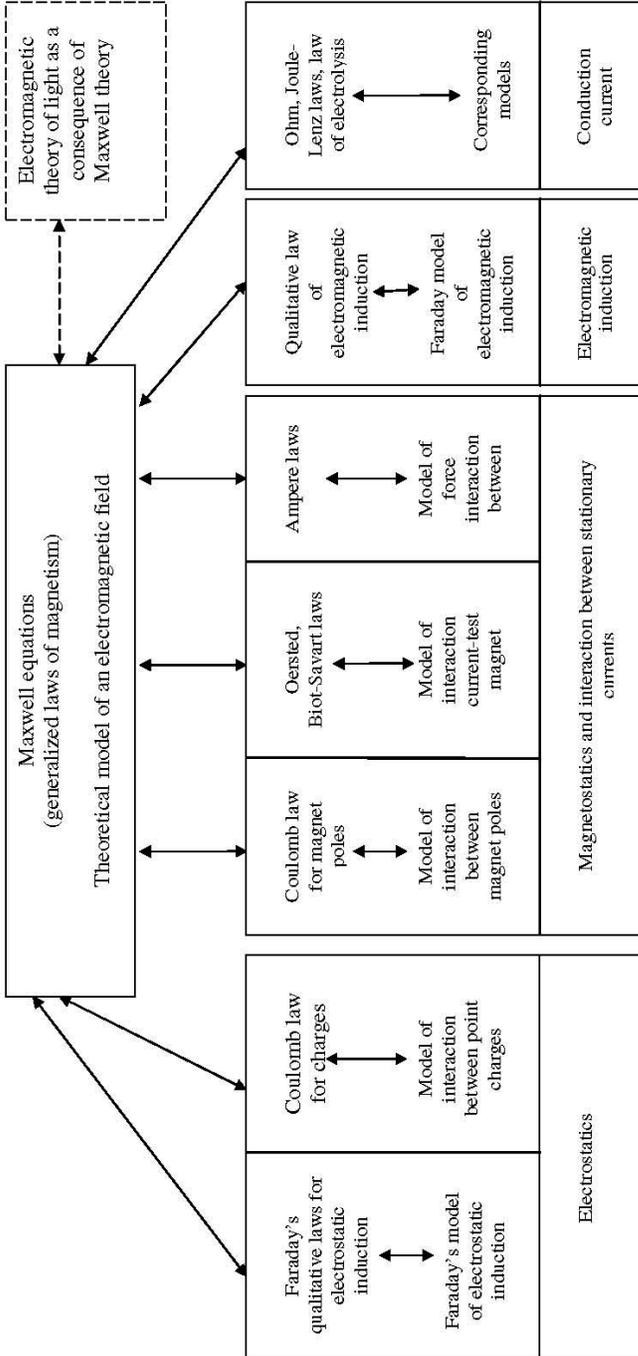 Maxwell equations
(generalized laws of magnetism)
Theoretical model of an electromagnetic field
Electromagnetic
theory of light as a
consequence of
Maxwell theory
Faraday's
qualitative laws for
electrostatic
induction
Faraday's model
of electrostatic
induction
Coulomb law
for charges
Model of
interaction
between point
charges
Electrostatics
Coulomb law
for magnet
poles
Model of
interaction
between
magnet poles
Oersted,
Biot-Savart laws
Model of
interaction
current-test
magnet
Ampere laws
Model of
force
interaction
between
Magnetostatics and interaction between stationary
currents
Qualitative law
of
electromagnetic
induction
Faraday model
of
electromagnetic
induction
Electromagnetic
induction
Ohm, Joule-
Lenz laws, law
of electrolysis
Corresponding
models
Conduction
current